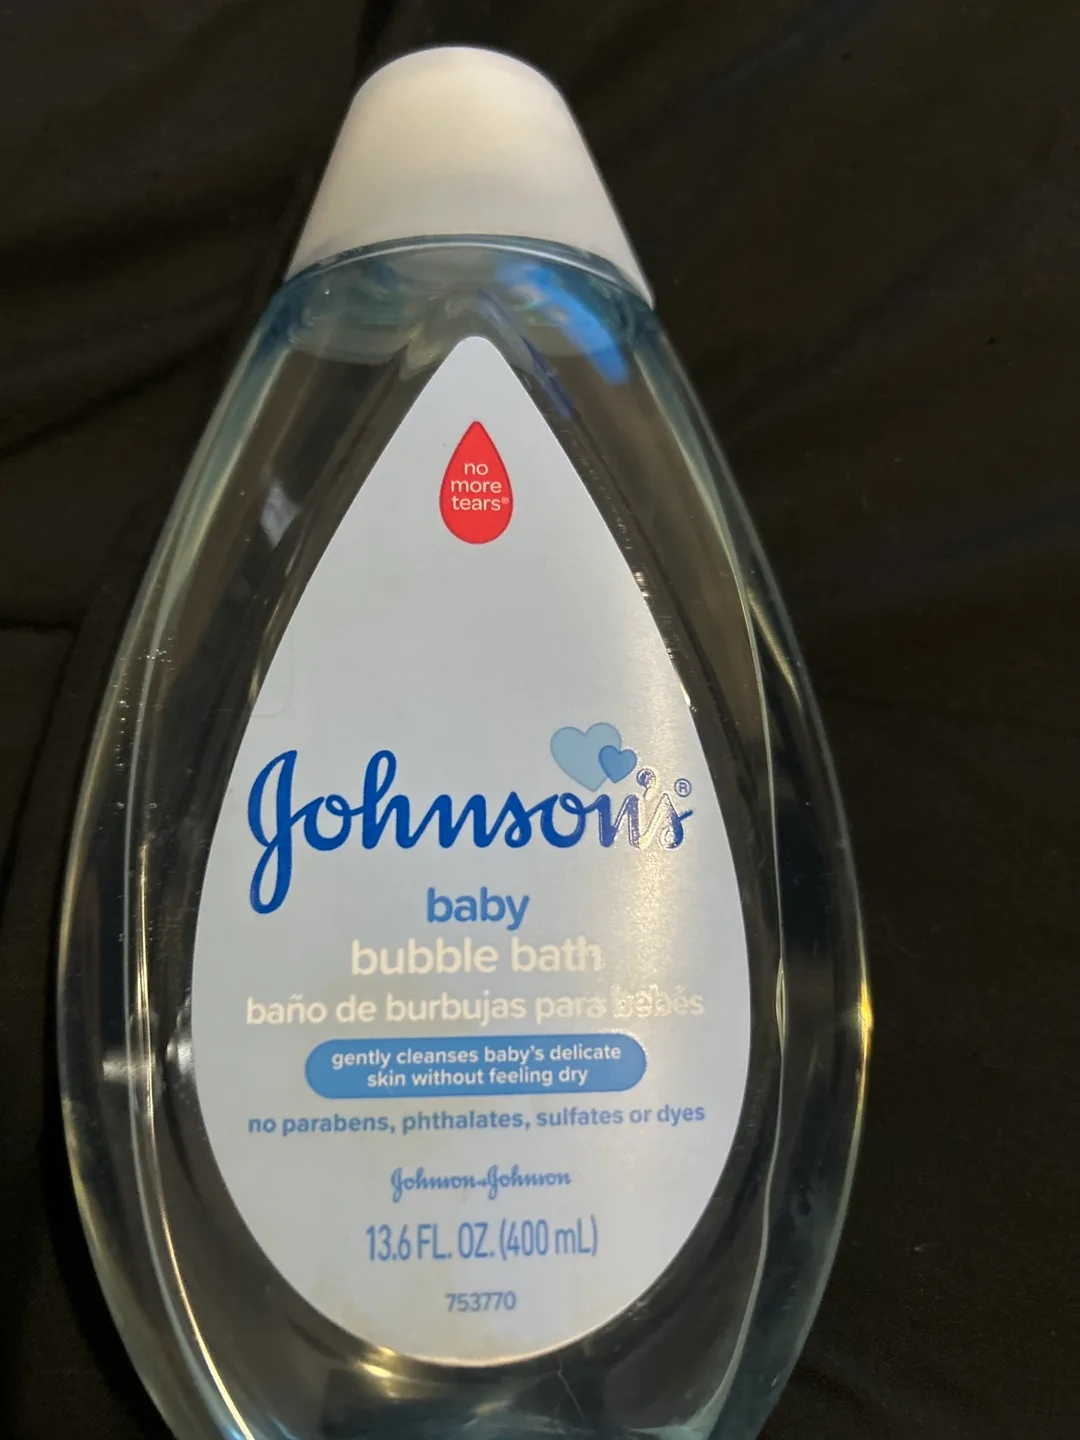 no
more
tears®
Johnson's®
baby
bubble bath
baño de burbujas para bebés
gently cleanses baby's delicate
skin without feeling dry
no parabens, phthalates, sulfates or dyes
Johnson+Johnson
13.6 FL. OZ. (400 mL)
753770